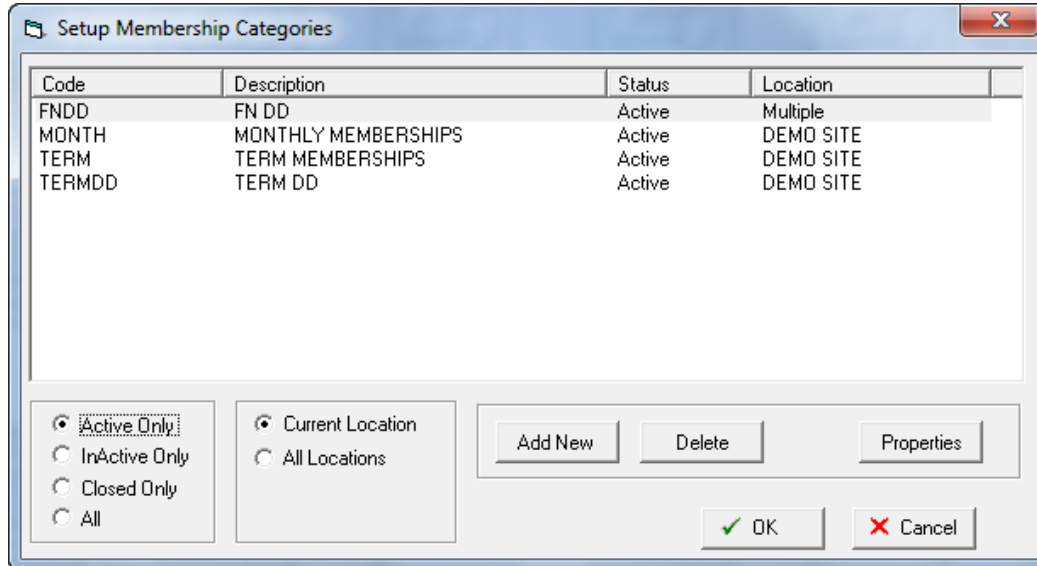 Setup Membership Categories
Code Description Status Location
FNDD FN DD Active Multiple
MONTH MONTHLY MEMBERSHIPS Active DEMO SITE
TERM TERM MEMBERSHIPS Active DEMO SITE
TERMDD TERM DD Active DEMO SITE
Active Only
InActive Only
Closed Only
All
Current Location
All Locations
Add New Delete Properties
OK Cancel